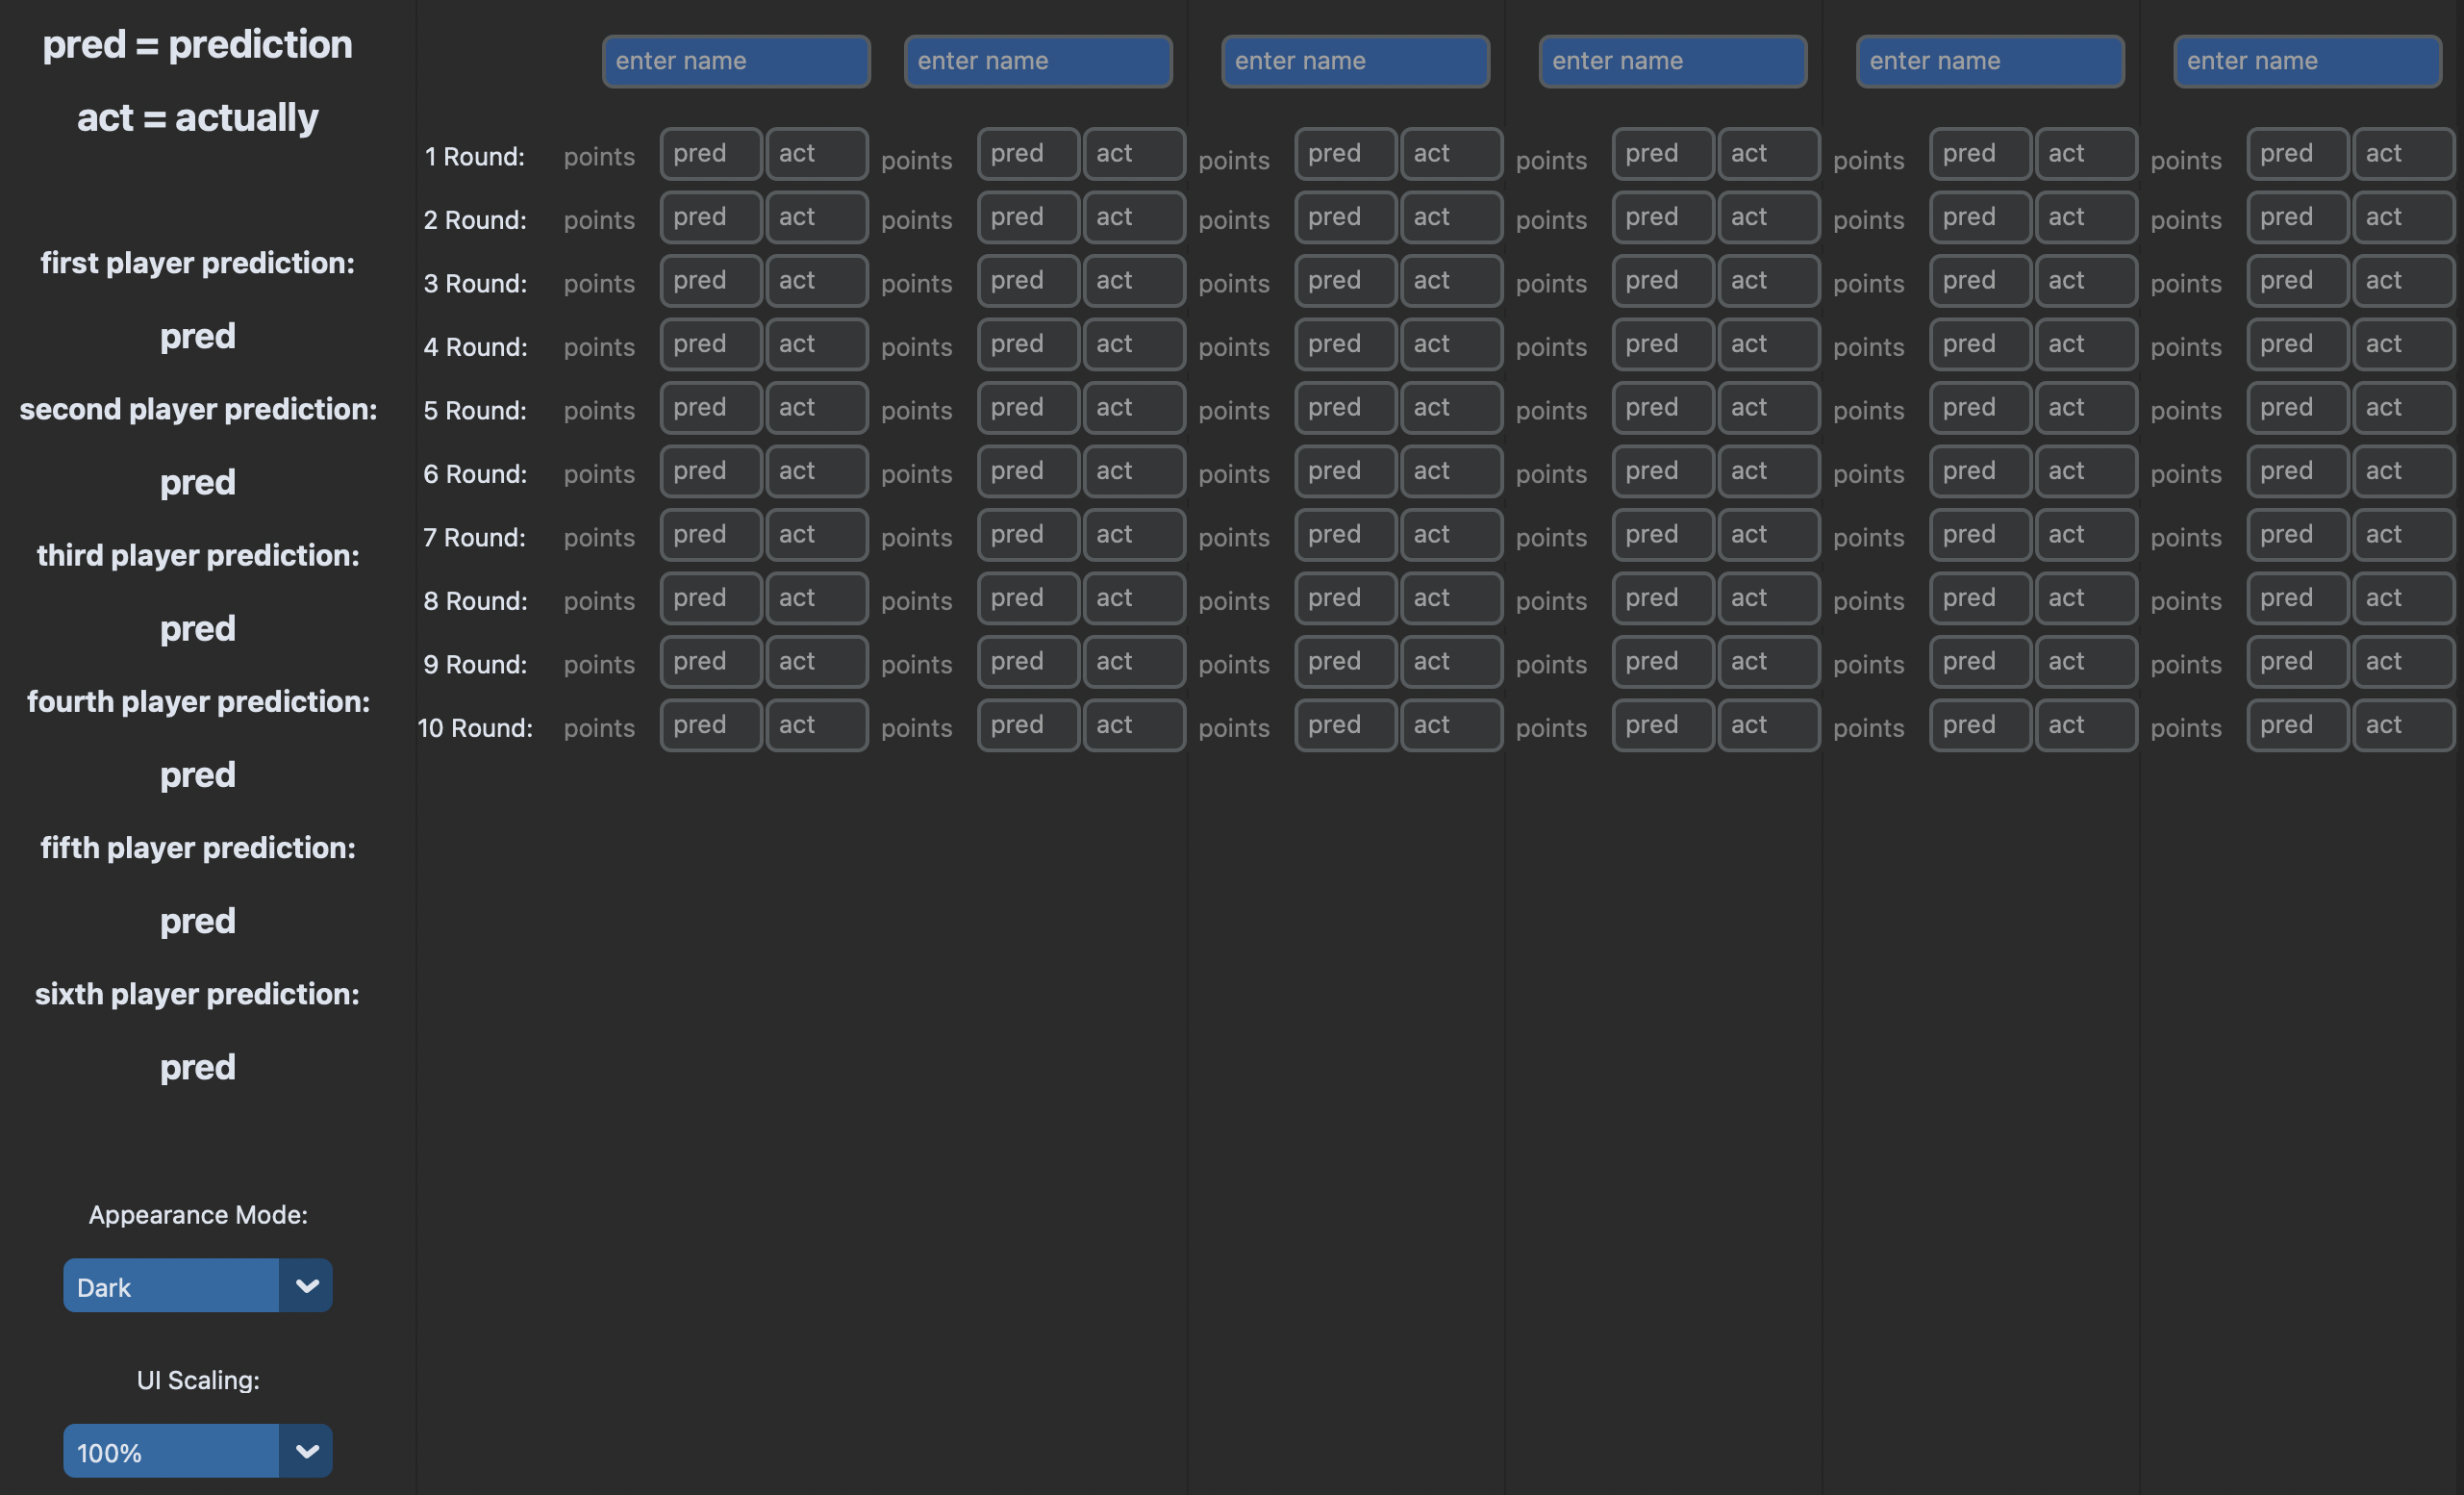 pred = prediction
act = actually
first player prediction:
pred
second player prediction:
pred
third player prediction:
pred
fourth player prediction:
pred
fifth player prediction:
pred
sixth player prediction:
pred
Appearance Mode:
Dark
UI Scaling:
100%
enter name enter name enter name enter name enter name enter name
1 Round: points pred act points pred act points pred act points pred act points pred act points pred act
2 Round: points pred act points pred act points pred act points pred act points pred act points pred act
3 Round: points pred act points pred act points pred act points pred act points pred act points pred act
4 Round: points pred act points pred act points pred act points pred act points pred act points pred act
5 Round: points pred act points pred act points pred act points pred act points pred act points pred act
6 Round: points pred act points pred act points pred act points pred act points pred act points pred act
7 Round: points pred act points pred act points pred act points pred act points pred act points pred act
8 Round: points pred act points pred act points pred act points pred act points pred act points pred act
9 Round: points pred act points pred act points pred act points pred act points pred act points pred act
10 Round: points pred act points pred act points pred act points pred act points pred act points pred act